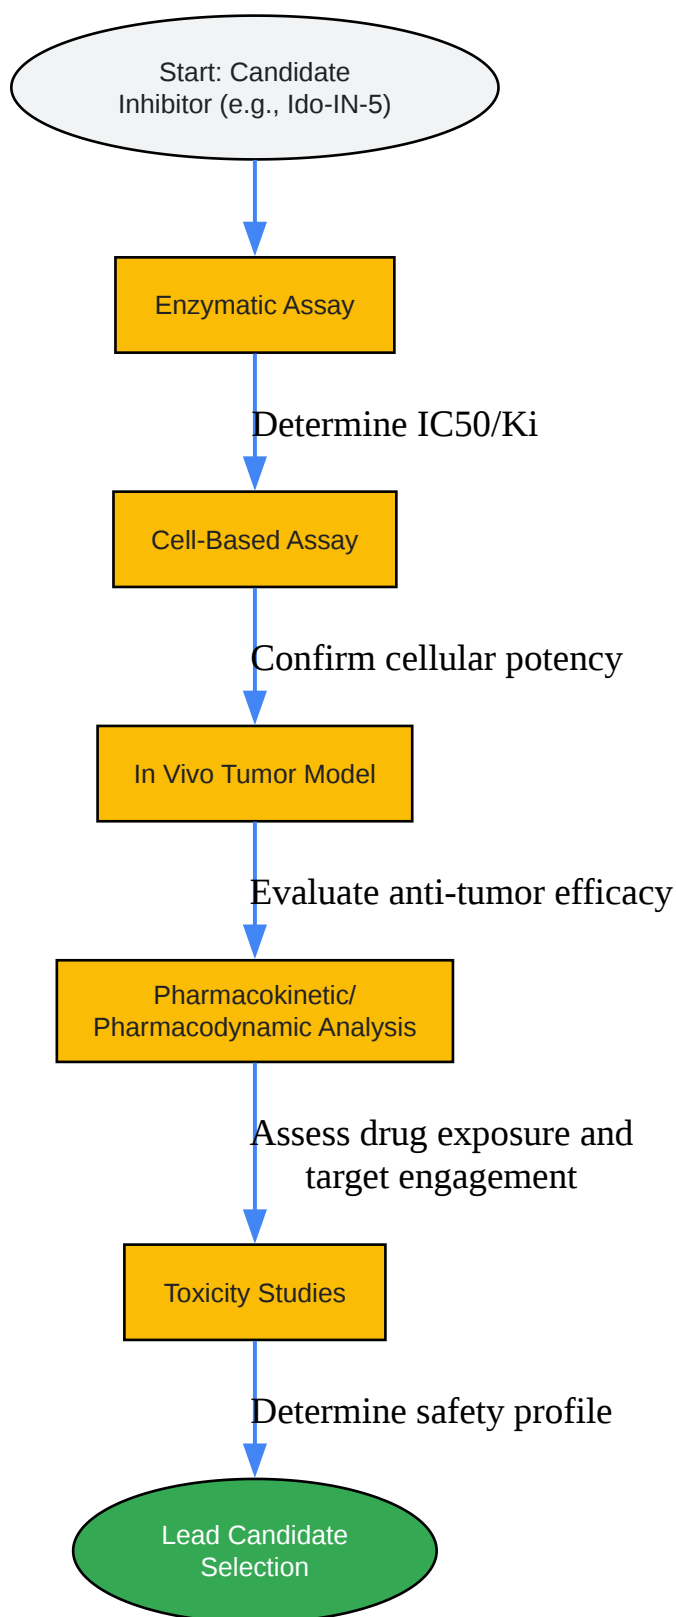 Start: Candidate
Inhibitor (e.g., Ido-IN-5)
Enzymatic Assay
Determine IC50/Ki
Cell-Based Assay
Confirm cellular potency
In Vivo Tumor Model
Evaluate anti-tumor efficacy
Pharmacokinetic/
Pharmacodynamic Analysis
Assess drug exposure and
target engagement
Toxicity Studies
Determine safety profile
Lead Candidate
Selection